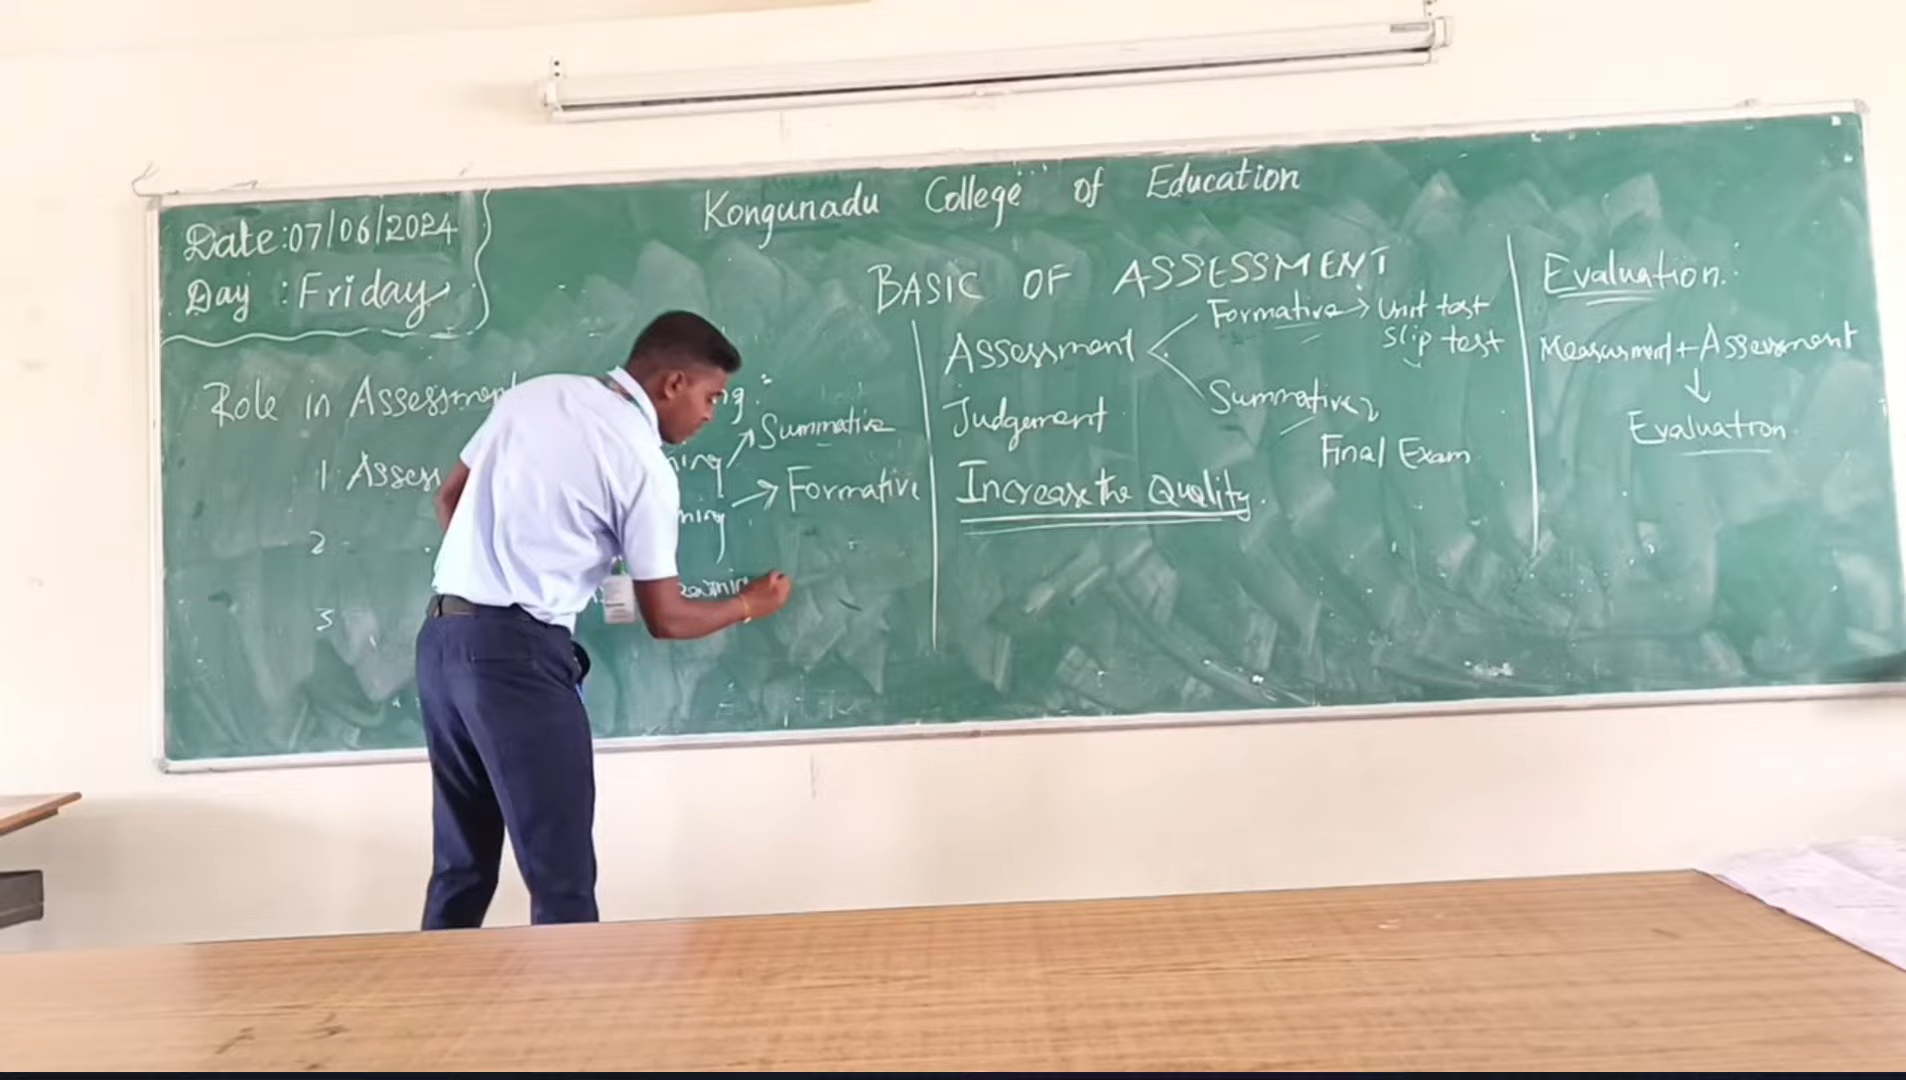 Date:07/06/2024
Day : Friday
Kongunadu College of Education
BASIC OF ASSESSMENT
Role in Assessment
1. Assess
→ Summative
→ Formative
2.
3
Assessment
Formative → Unit test
Slip test
Summative
Final Exam
Judgement
Increase the Quality.
Evaluation:
Measurment + Assessment
↓
Evaluation